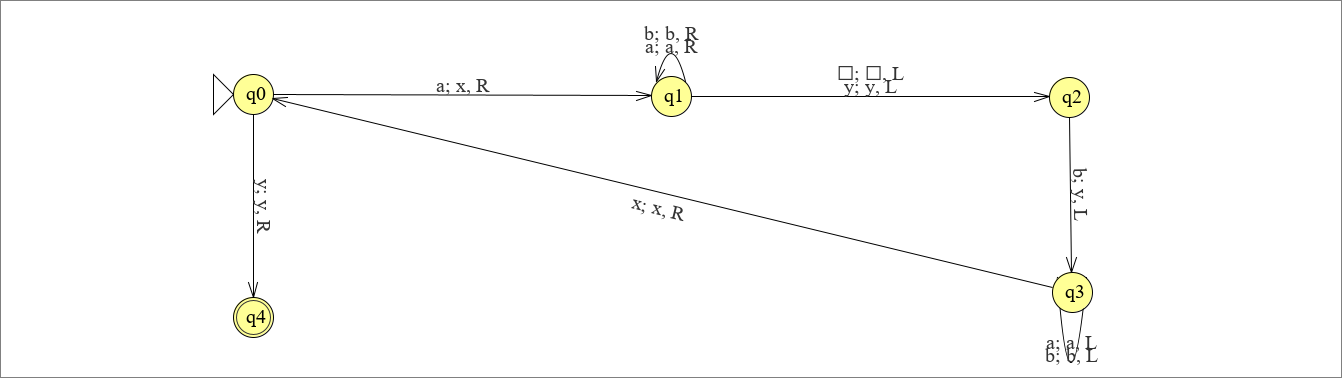 b; b, R
a; a, R
□; □, L
y; y, L
q0
a; x, R
q1
q2
y; y, R
x; x, R
b; y, L
q4
q3
a; a, L
b; b, L